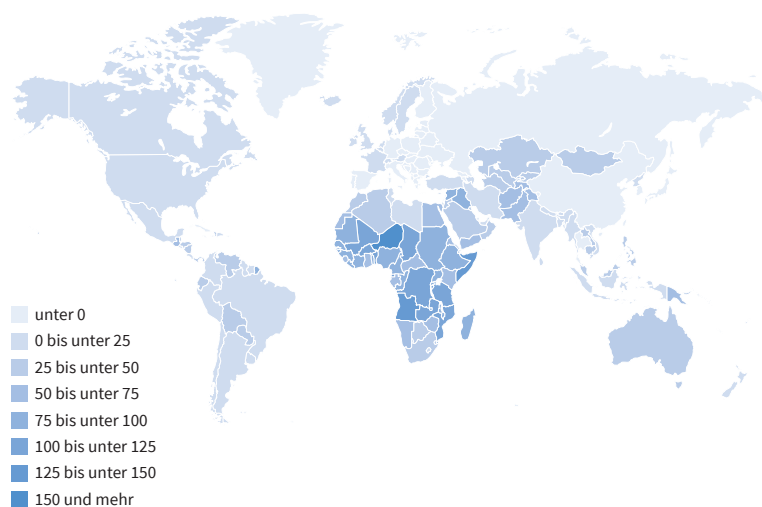 unter 0
0 bis unter 25
25 bis unter 50
50 bis unter 75
75 bis unter 100
100 bis unter 125
125 bis unter 150
150 und mehr